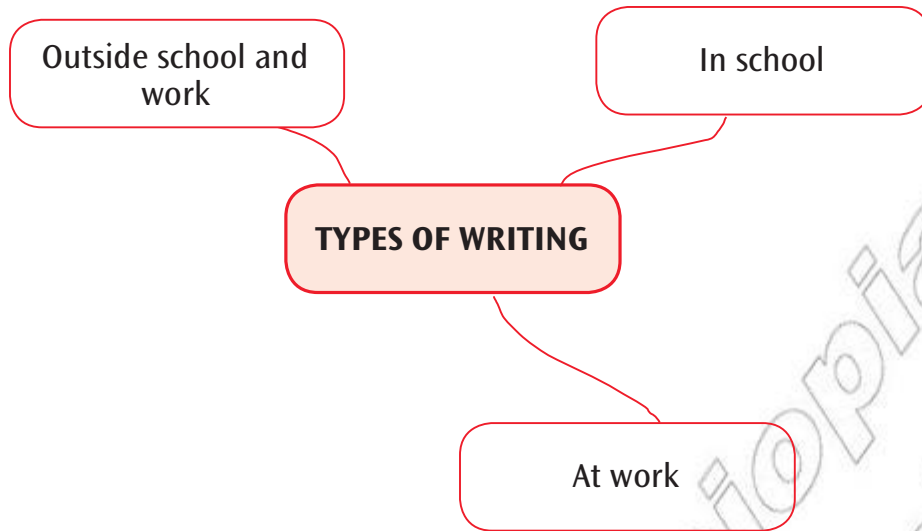 Outside school and
work
In school
TYPES OF WRITING
At work